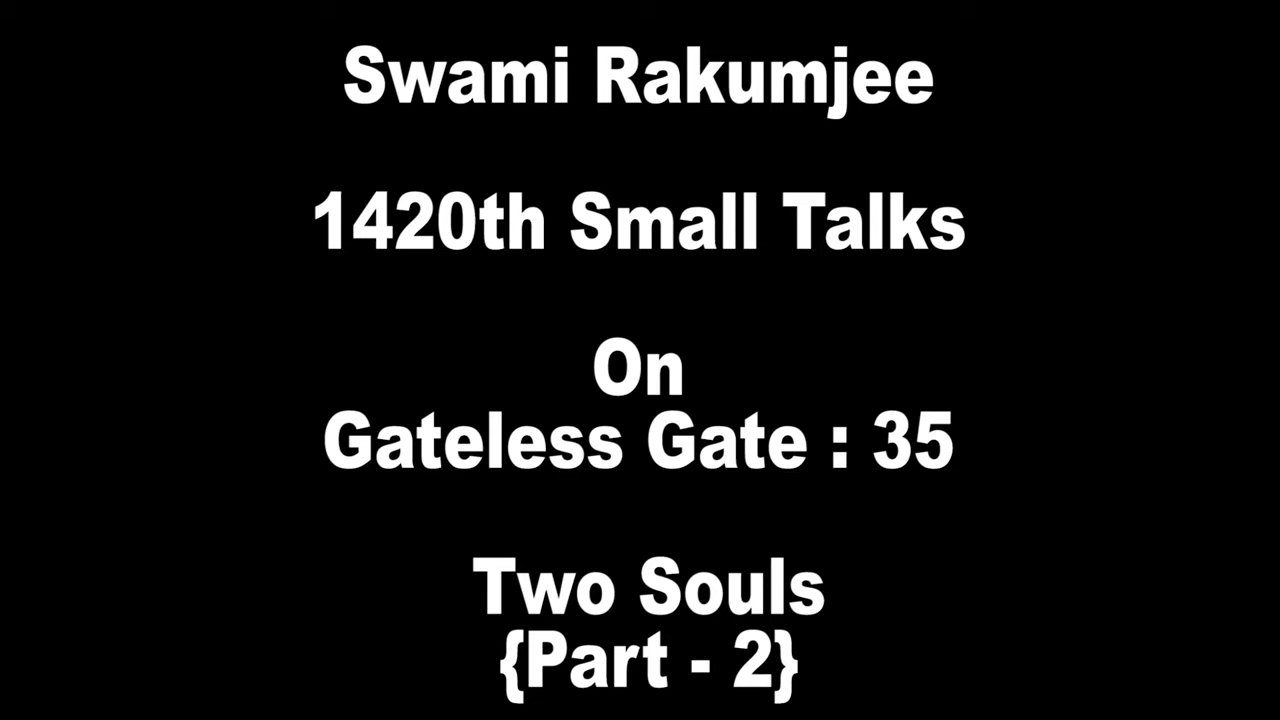 Swami Rakumjee
1420th Small Talks
On
Gateless Gate : 35
Two Souls
{Part - 2}